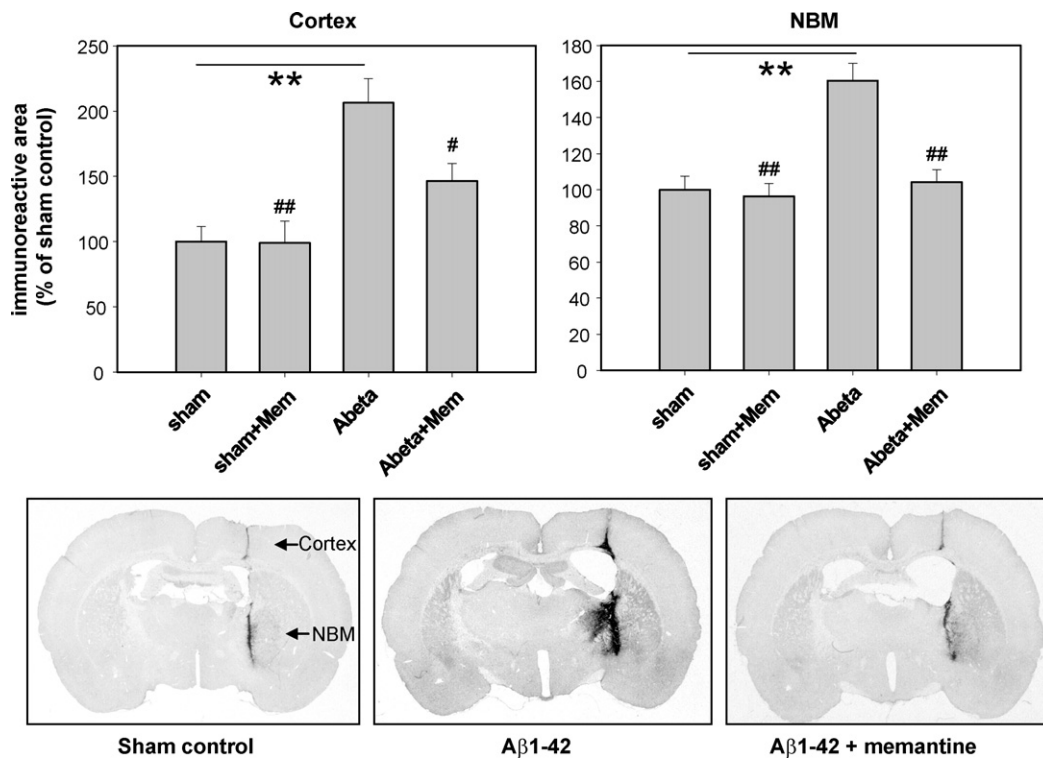 Cortex
immunoreactive area
(% of sham control)
250
200
150
100
50
0
**
##
#
sham
sham+Mem
Abeta
Abeta+Mem
NBM
180
160
140
120
100
80
60
40
20
0
**
##
##
sham
sham+Mem
Abeta
Abeta+Mem
Cortex
NBM
Sham control
Aβ1-42
Aβ1-42 + memantine